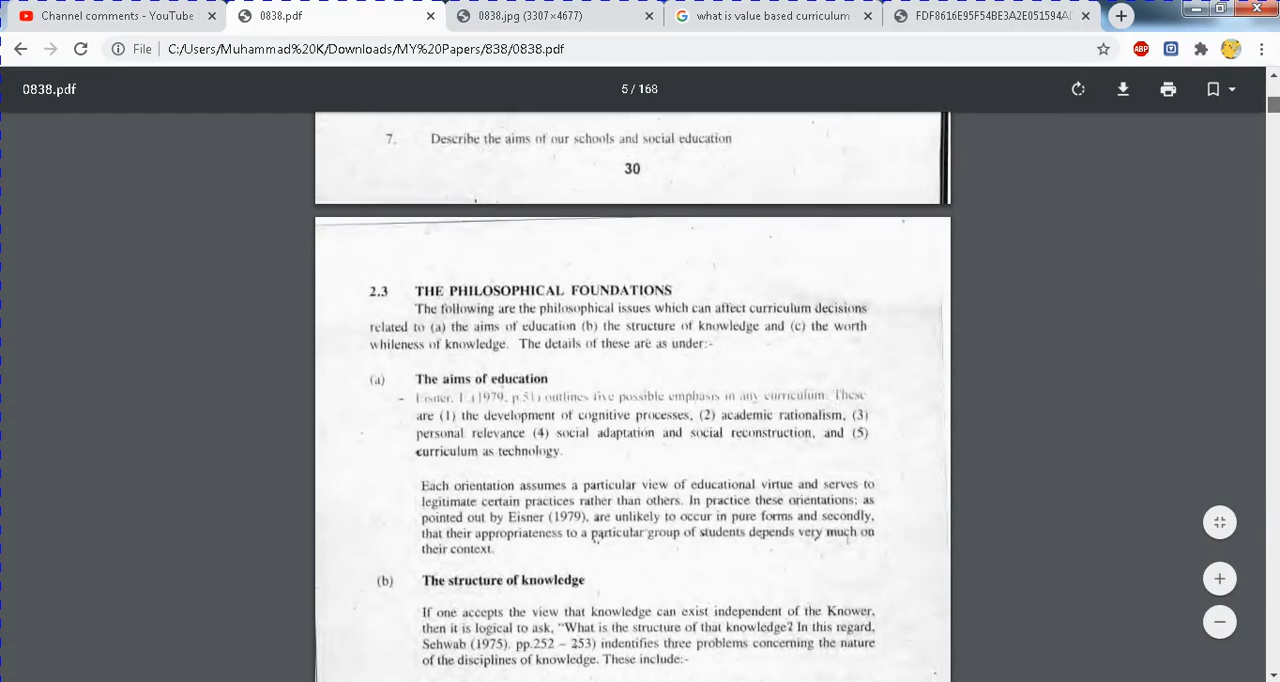 Channel comments - YouTube
0838.pdf
0839.jpg (3307×4677)
what is value based curriculum
FDF8616E95F54BE3A2E051594A
File
C:/Users/Muhammad%20K/Downloads/MY%20Papers/838/0838.pdf
ABP
0838.pdf
5 / 168
7. Describe the aims of our schools and social education
30
2.3 THE PHILOSOPHICAL FOUNDATIONS
The following are the philosophical issues which can affect curriculum decisions
related to (a) the aims of education (b) the structure of knowledge and (c) the worth
whileness of knowledge. The details of these are as under:-
(a) The aims of education
- Eisner, (1979, p.51) outlines five possible emphasis in any curriculum. These
are (1) the development of cognitive processes, (2) academic rationalism, (3)
personal relevance (4) social adaptation and social reconstruction, and (5)
curriculum as technology.
Each orientation assumes a particular view of educational virtue and serves to
legitimate certain practices rather than others. In practice these orientations; as
pointed out by Eisner (1979), are unlikely to occur in pure forms and secondly,
that their appropriateness to a particular group of students depends very much on
their context.
(b) The structure of knowledge
If one accepts the view that knowledge can exist independent of the Knower,
then it is logical to ask, "What is the structure of that knowledge? In this regard,
Sehwab (1975). pp.252 – 253) indentifies three problems concerning the nature
of the disciplines of knowledge. These include:-